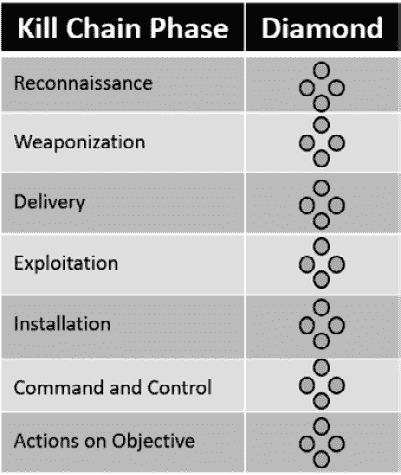 Kill Chain Phase Diamond
Reconnaissance
Weaponization
Delivery
Exploitation
Installation
Command and Control
Actions on Objective